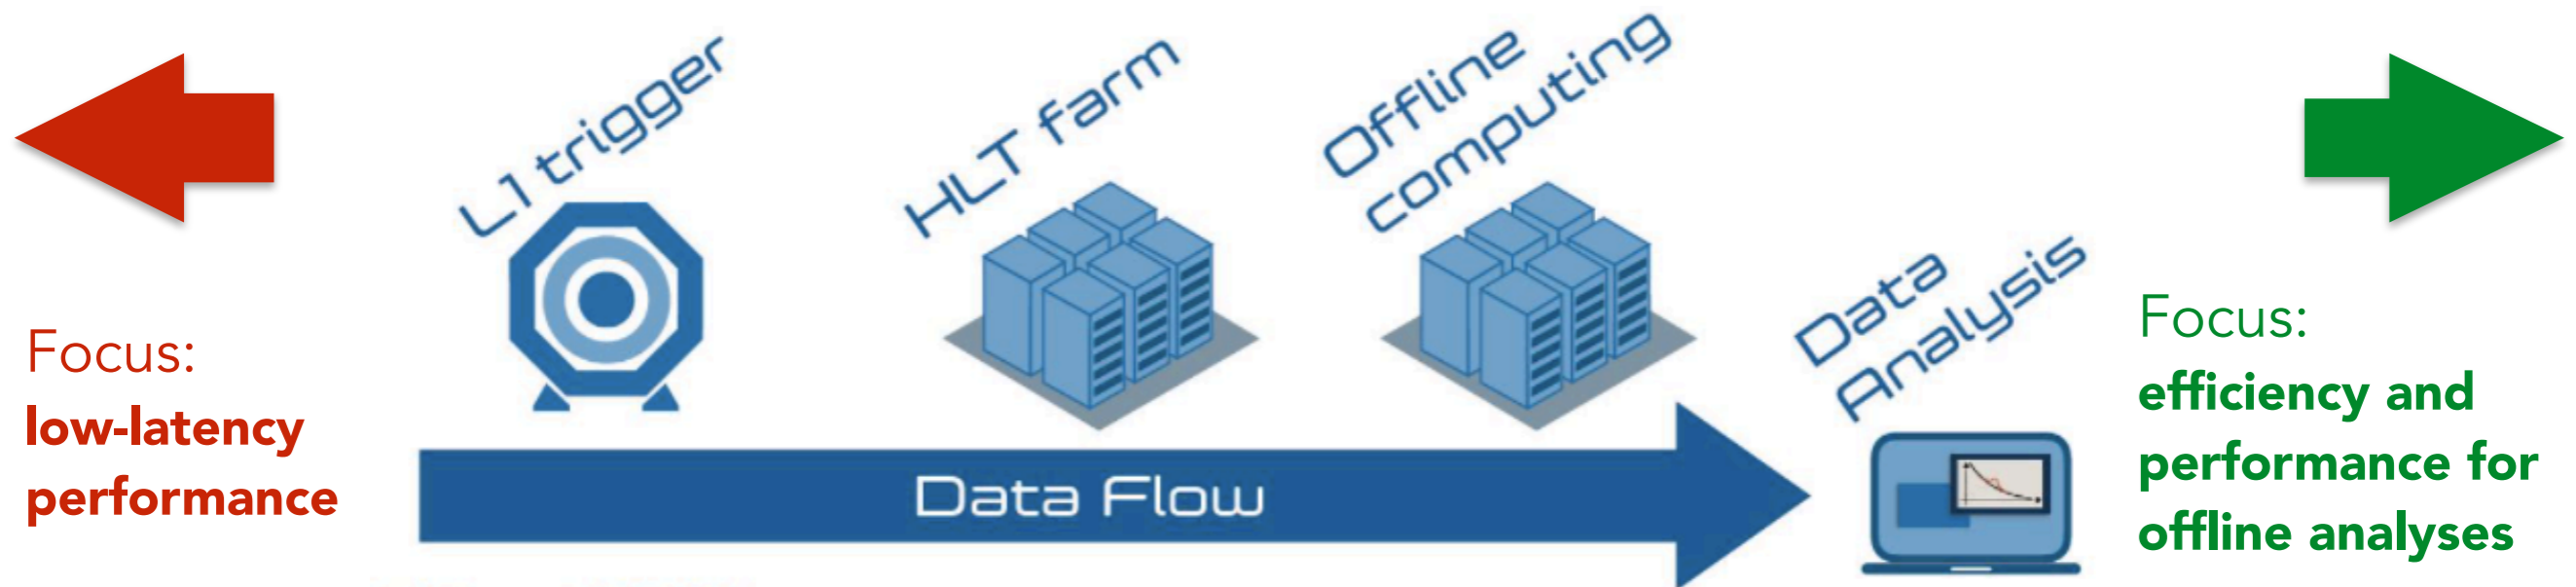 L1 trigger
HLT farm
Offline
computing
Data
Analysis
Focus:
low-latency
performance
Data Flow
Focus:
efficiency and
performance for
offline analyses